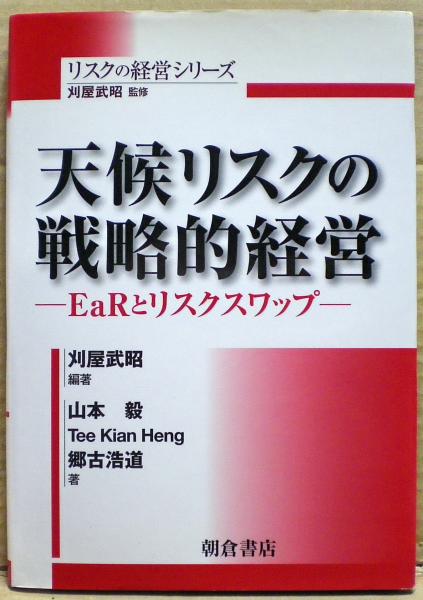 リスクの経営シリーズ
刈屋武昭 監修
天候リスクの
戦略的経営
―EaRとリスクスワップ―
刈屋武昭
編著
山本 毅
Tee Kian Heng
郷古浩道
著
朝倉書店